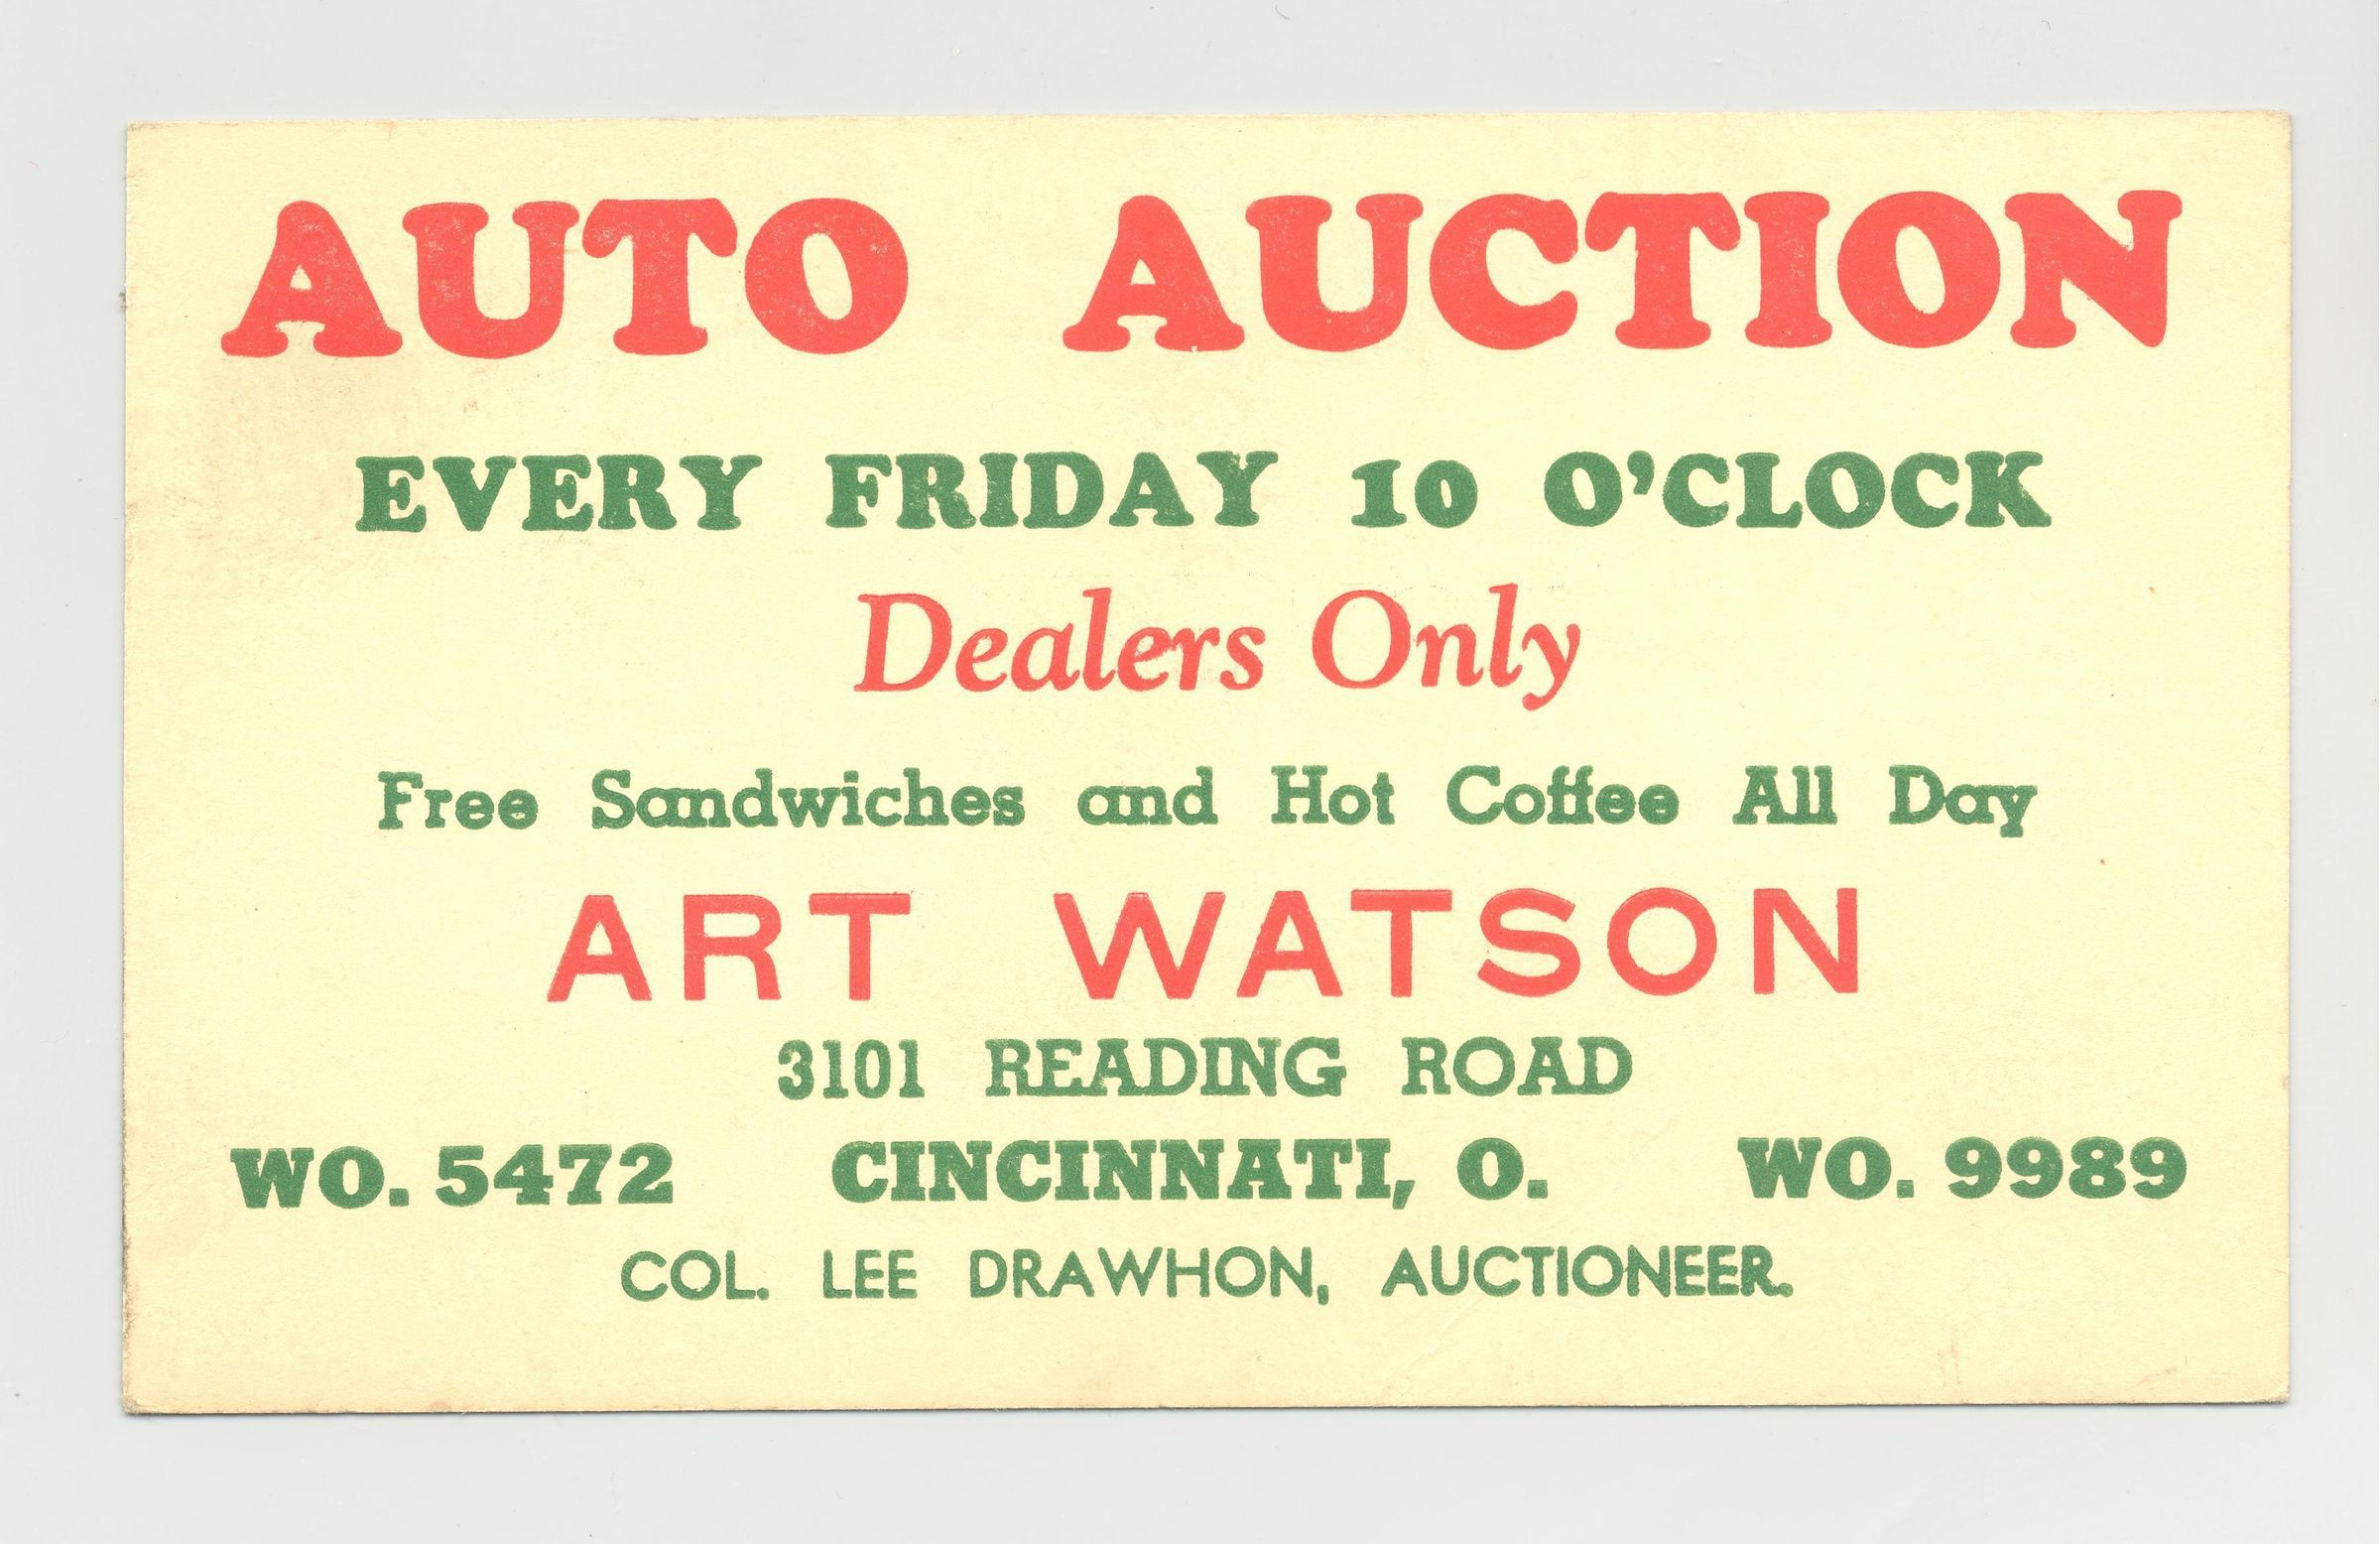 AUTO AUCTION
EVERY FRIDAY 10 O'CLOCK
Dealers Only
Free Sandwiches and Hot Coffee All Day
ART WATSON
3101 READING ROAD
WO. 5472 CINCINNATI, O. WO. 9989
COL. LEE DRAWHON, AUCTIONEER.